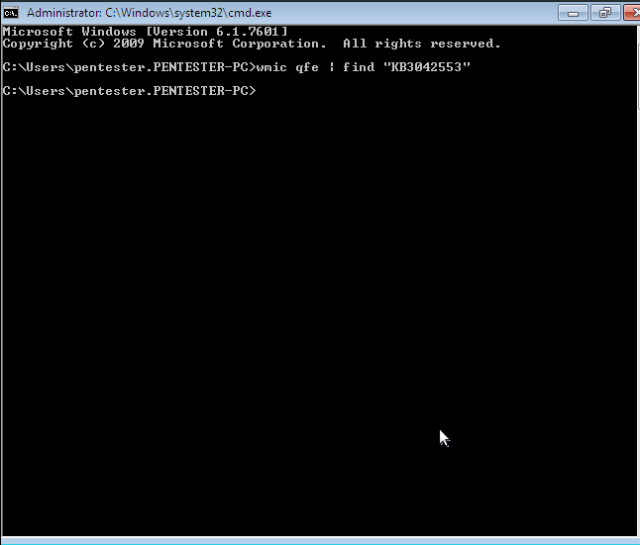 Administrator: C:\Windows\system32\cmd.exe
Microsoft Windows [Version 6.1.7601]
Copyright (c) 2009 Microsoft Corporation.  All rights reserved.
C:\Users\pentester.PENTESTER-PC>wmic qfe | find "KB3042553"
C:\Users\pentester.PENTESTER-PC>